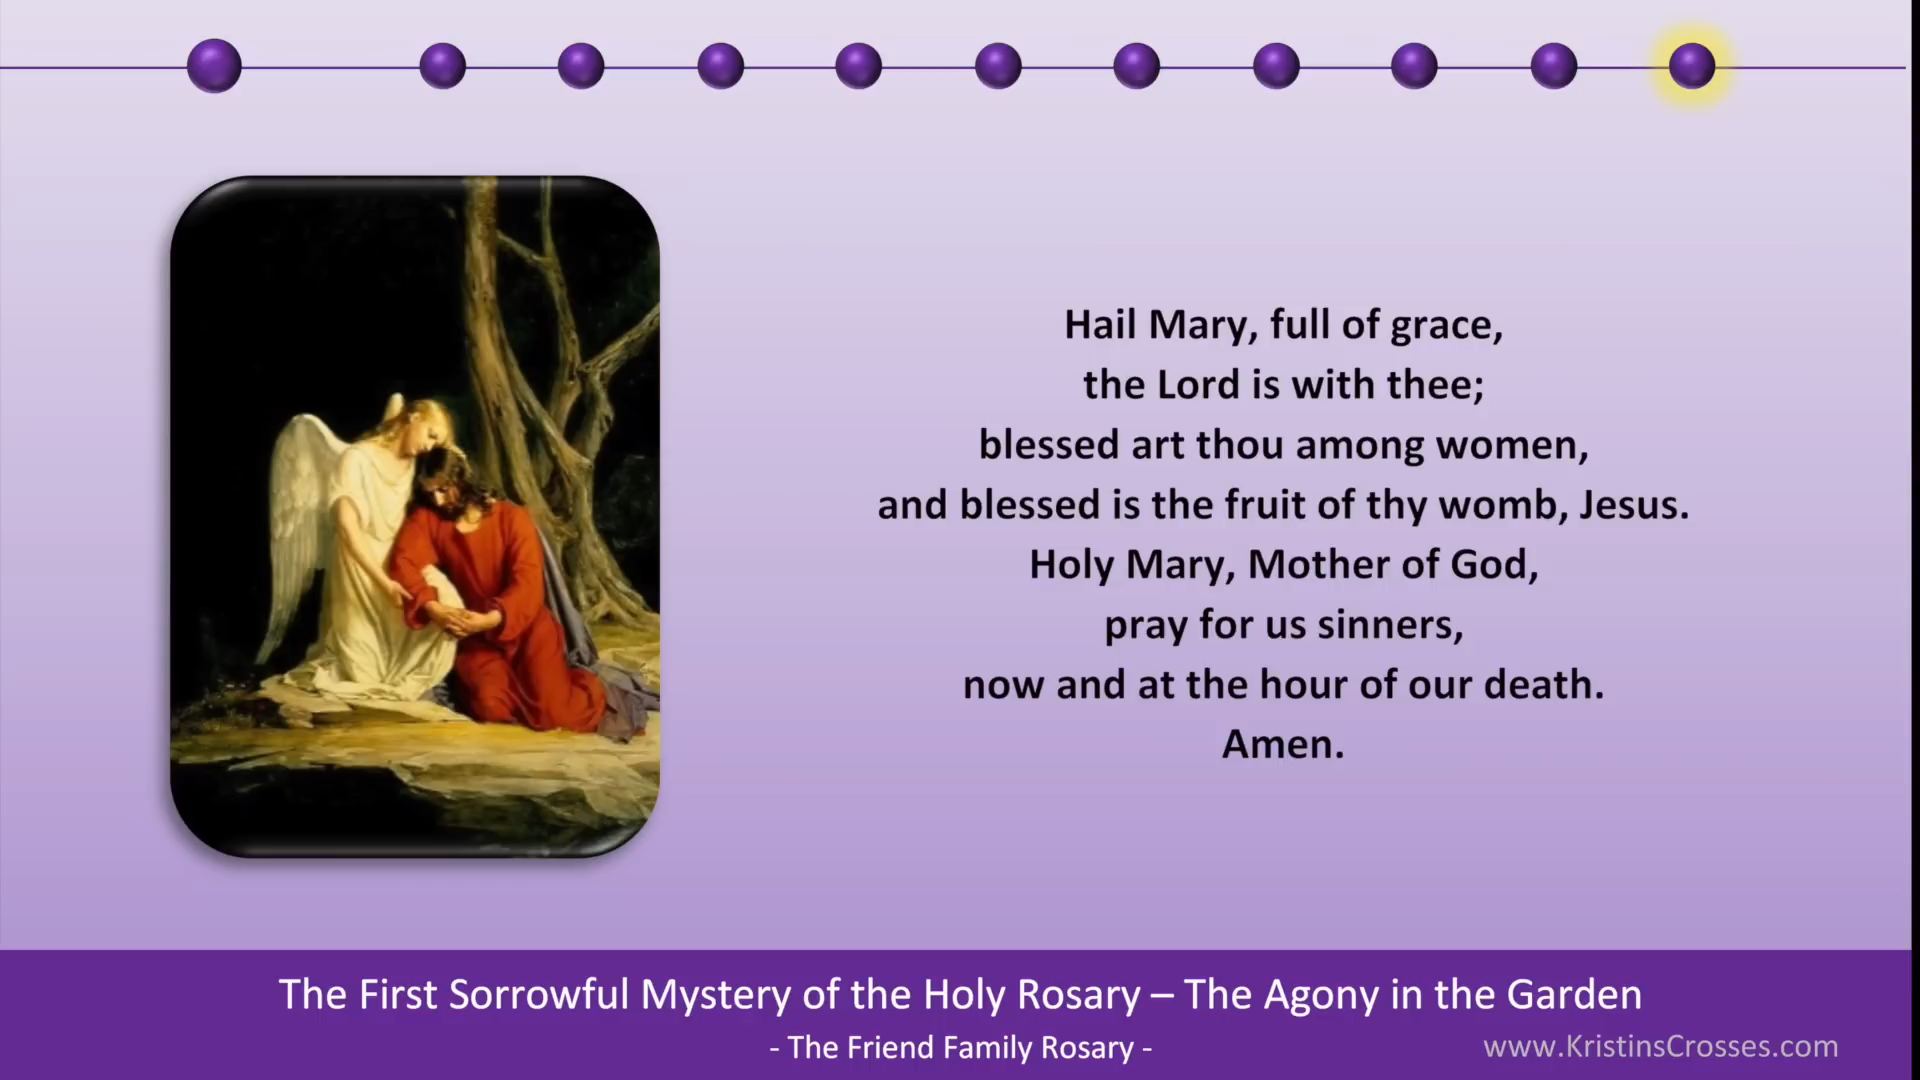 Hail Mary, full of grace,
the Lord is with thee;
blessed art thou among women,
and blessed is the fruit of thy womb, Jesus.
Holy Mary, Mother of God,
pray for us sinners,
now and at the hour of our death.
Amen.
The First Sorrowful Mystery of the Holy Rosary – The Agony in the Garden
- The Friend Family Rosary -
www.KristinsCrosses.com